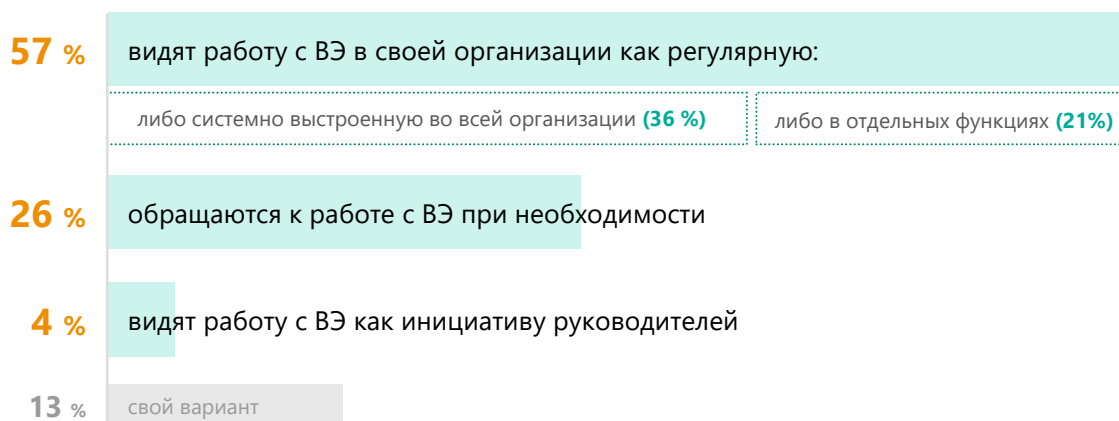 57 % видят работу с ВЭ в своей организации как регулярную:
либо системно выстроенную во всей организации (36 %) либо в отдельных функциях (21%)
26 % обращаются к работе с ВЭ при необходимости
4 % видят работу с ВЭ как инициативу руководителей
13 % свой вариант